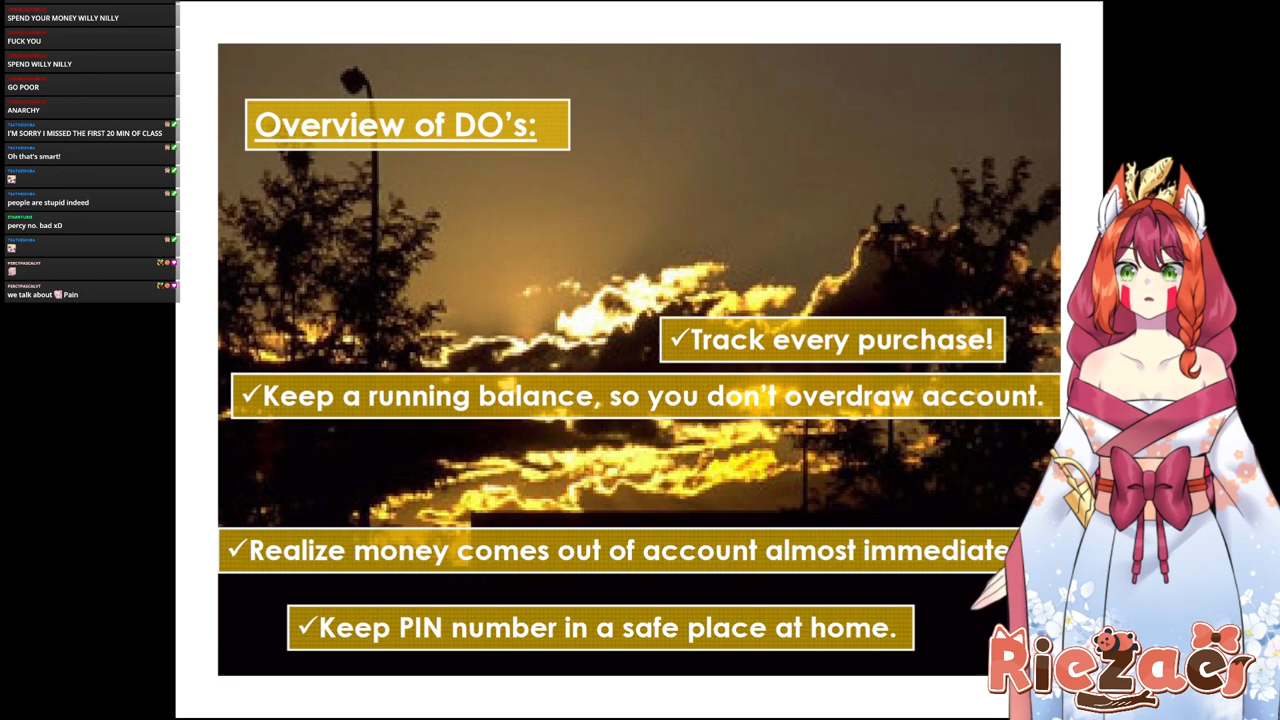 SPEND YOUR MONEY WILLY NILLY
FUCK YOU
SPEND WILLY NILLY
GO POOR
ANARCHY
I'M SORRY I MISSED THE FIRST 20 MIN OF CLASS
Oh that's smart!
people are stupid indeed
percy no. bad xD
PERCYPASCALVT
PERCYPASCALVT
we talk about Pain
Overview of DO's:
✓Track every purchase!
✓Keep a running balance, so you don't overdraw account.
✓Realize money comes out of account almost immediate
✓Keep PIN number in a safe place at home.
Riezaes